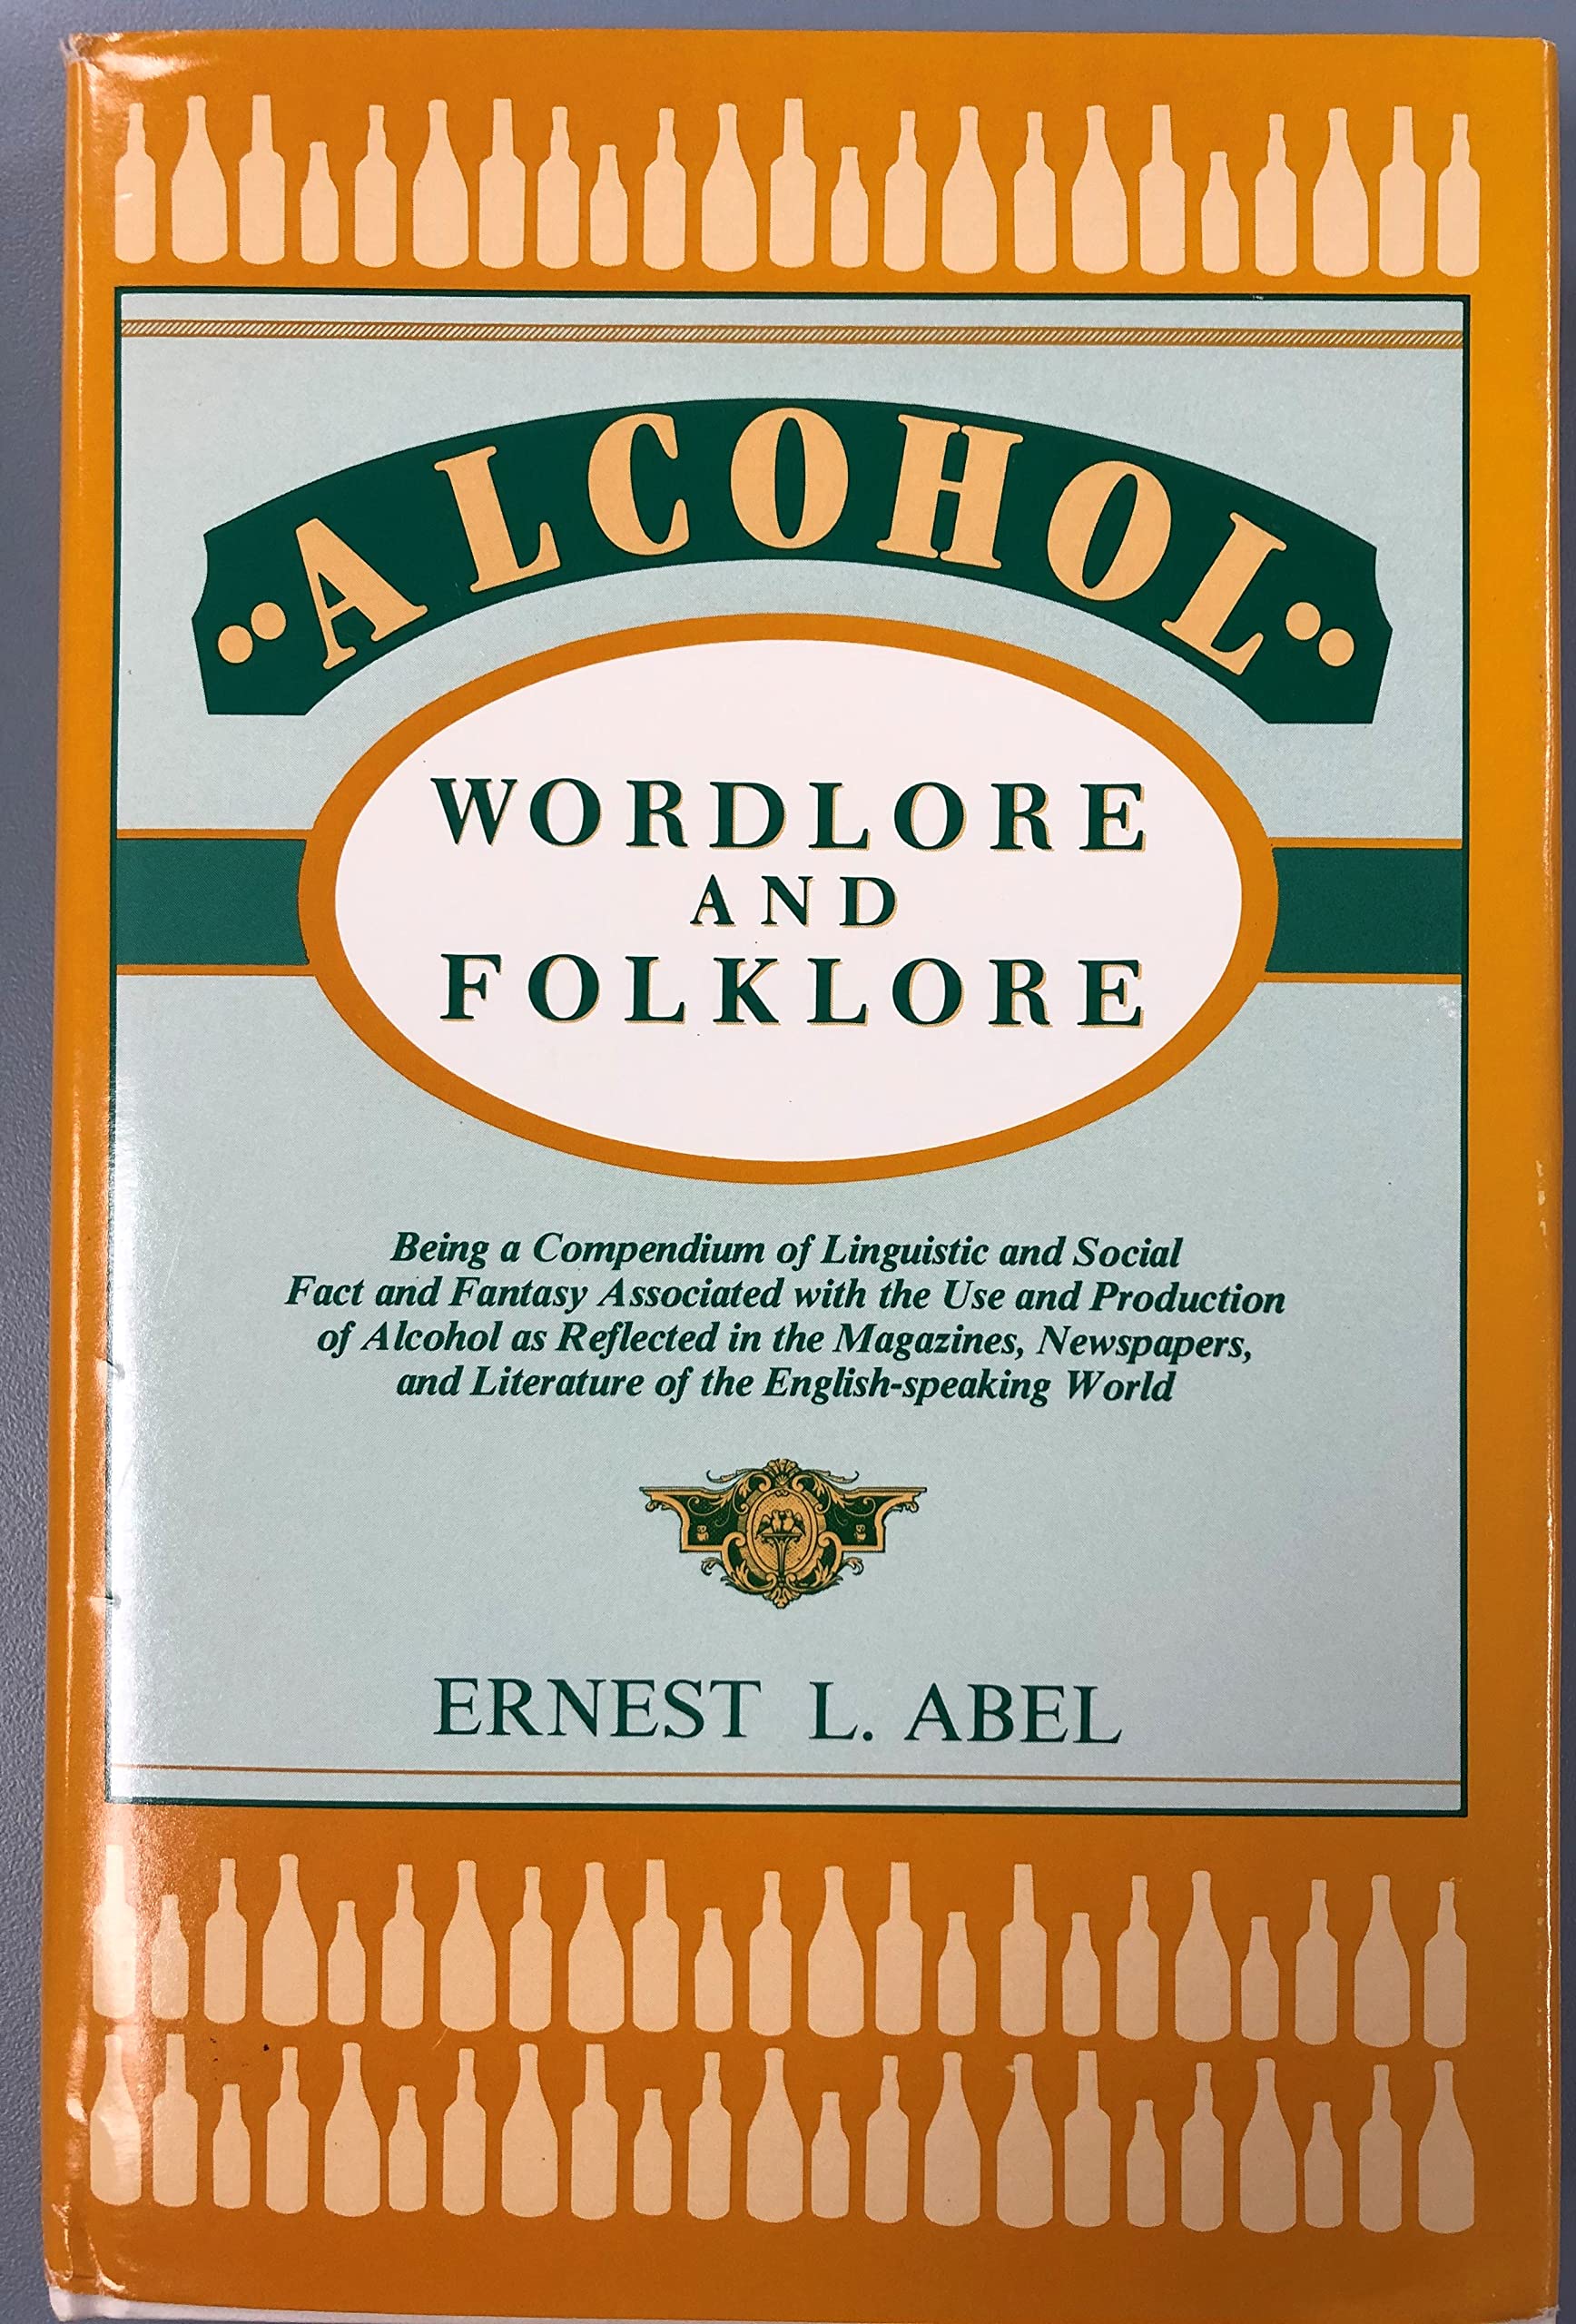 ALCOHOL
WORDLORE
AND
FOLKLORE
Being a Compendium of Linguistic and Social
Fact and Fantasy Associated with the Use and Production
of Alcohol as Reflected in the Magazines, Newspapers,
and Literature of the English-speaking World
ERNEST L. ABEL